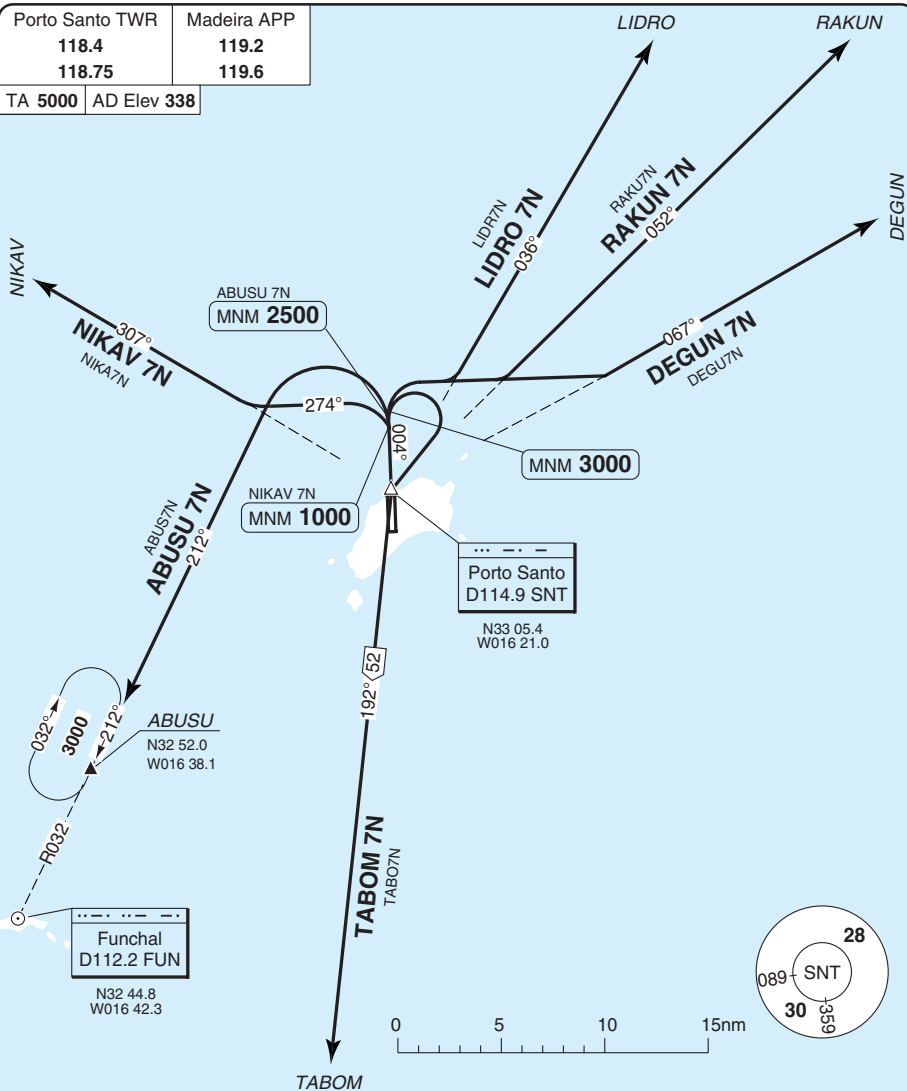 Porto Santo TWR
118.4
118.75
Madeira APP
119.2
119.6
TA 5000
AD Elev 338
LIDRO
RAKUN
DEGUN
NIKAV
LIDR7N
LIDRO 7N
036°
RAKU7N
RAKUN 7N
052°
067°
DEGUN 7N
DEGU7N
307°
NIKAV 7N
NIKA7N
ABUSU 7N
MNM 2500
274°
004°
MNM 3000
NIKAV 7N
MNM 1000
ABUS7N
ABUSU 7N
212°
Porto Santo
D114.9 SNT
N33 05.4
W016 21.0
192°
52
032°
3000
212°
ABUSU
N32 52.0
W016 38.1
R032
TABOM 7N
TABO7N
Funchal
D112.2 FUN
N32 44.8
W016 42.3
TABOM
0 5 10 15nm
28
089
SNT
30
359